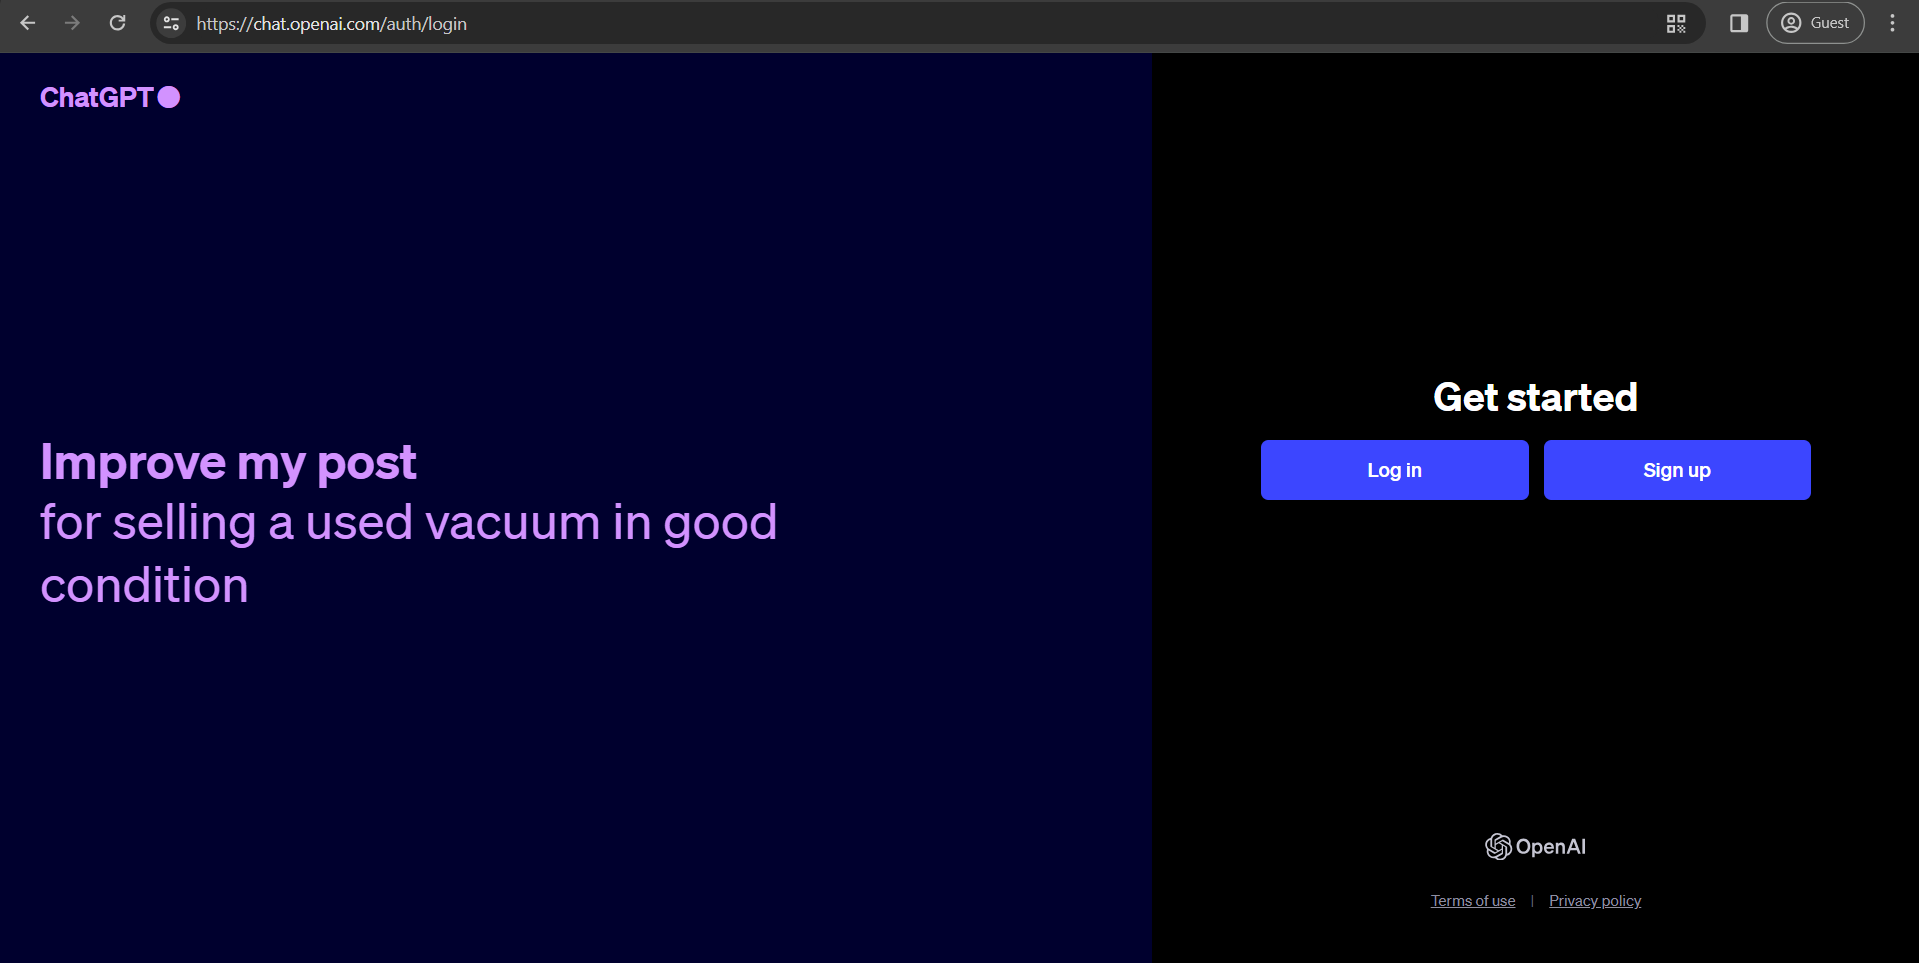 https://chat.openai.com/auth/login
Guest
ChatGPT
Improve my post
for selling a used vacuum in good
condition
Get started
Log in
Sign up
OpenAI
Terms of use | Privacy policy